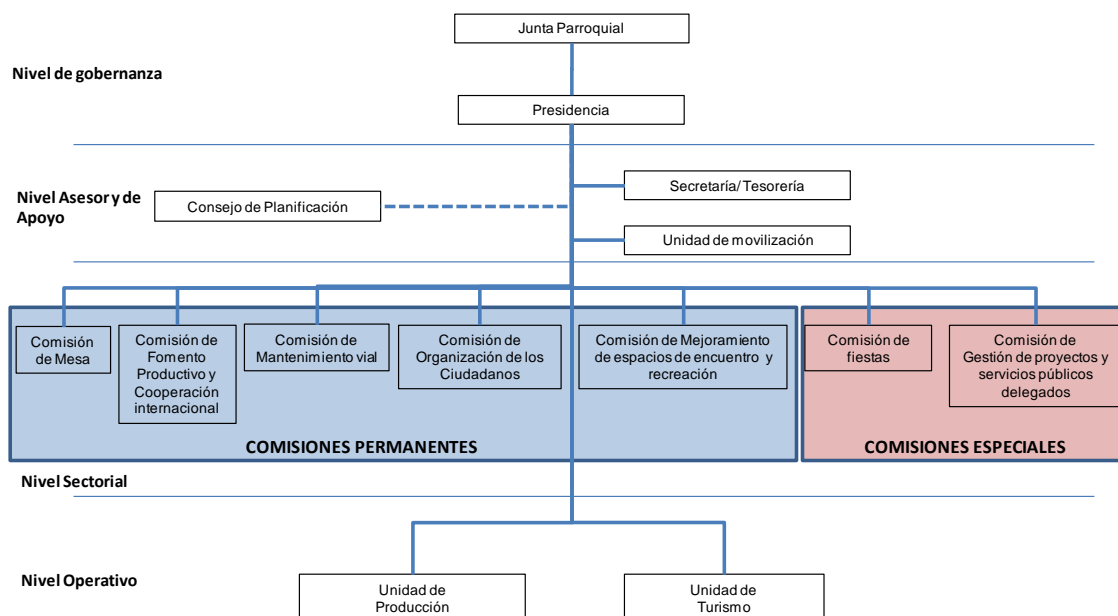 Junta Parroquial
Nivel de gobernanza
Presidencia
Nivel Asesor y de
Apoyo
Secretaría/ Tesorería
Consejo de Planificación
Unidad de movilización
Comisión
de Mesa
Comisión de
Fomento
Productivo y
Cooperación
internacional
Comisión de
Mantenimiento vial
Comisión de
Organización de los
Ciudadanos
Comisión de Mejoramiento
de espacios de encuentro y
recreación
Comisión de
fiestas
Comisión de
Gestión de proyectos y
servicios públicos
delegados
COMISIONES PERMANENTES
COMISIONES ESPECIALES
Nivel Sectorial
Nivel Operativo
Unidad de
Producción
Unidad de
Turismo